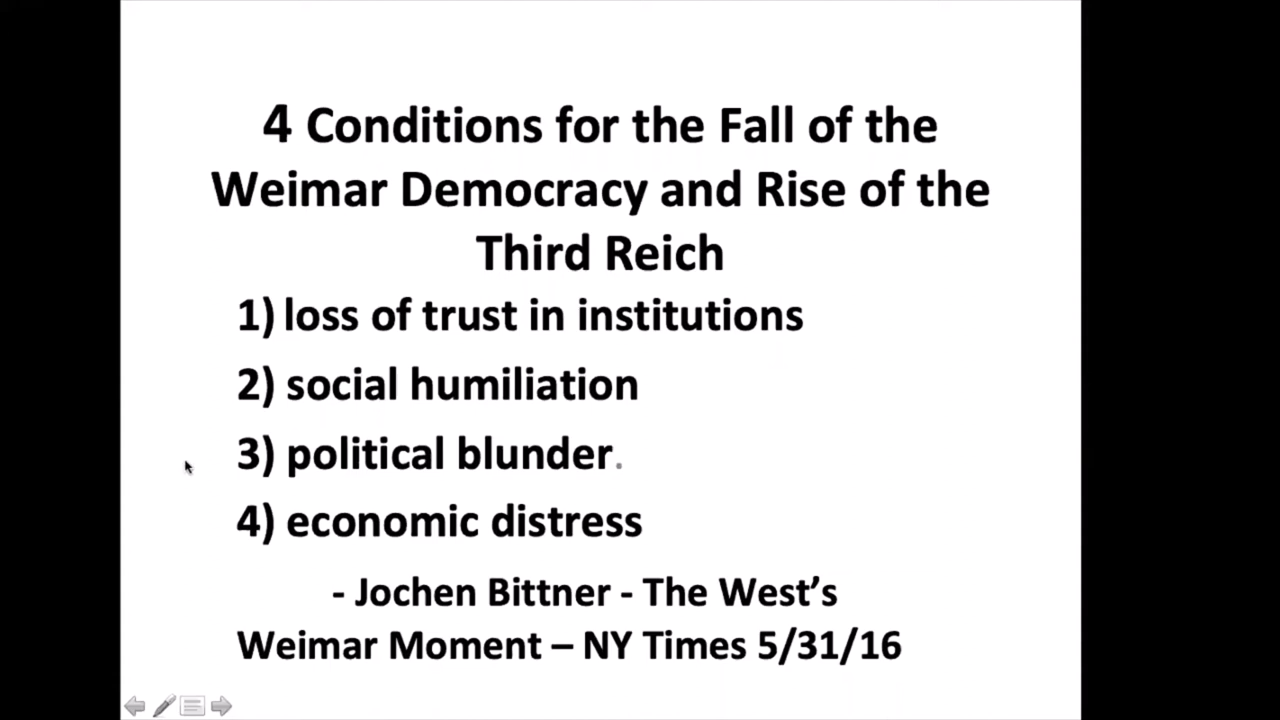 4 Conditions for the Fall of the
Weimar Democracy and Rise of the
Third Reich
1) loss of trust in institutions
2) social humiliation
3) political blunder.
4) economic distress
- Jochen Bittner - The West’s
Weimar Moment – NY Times 5/31/16